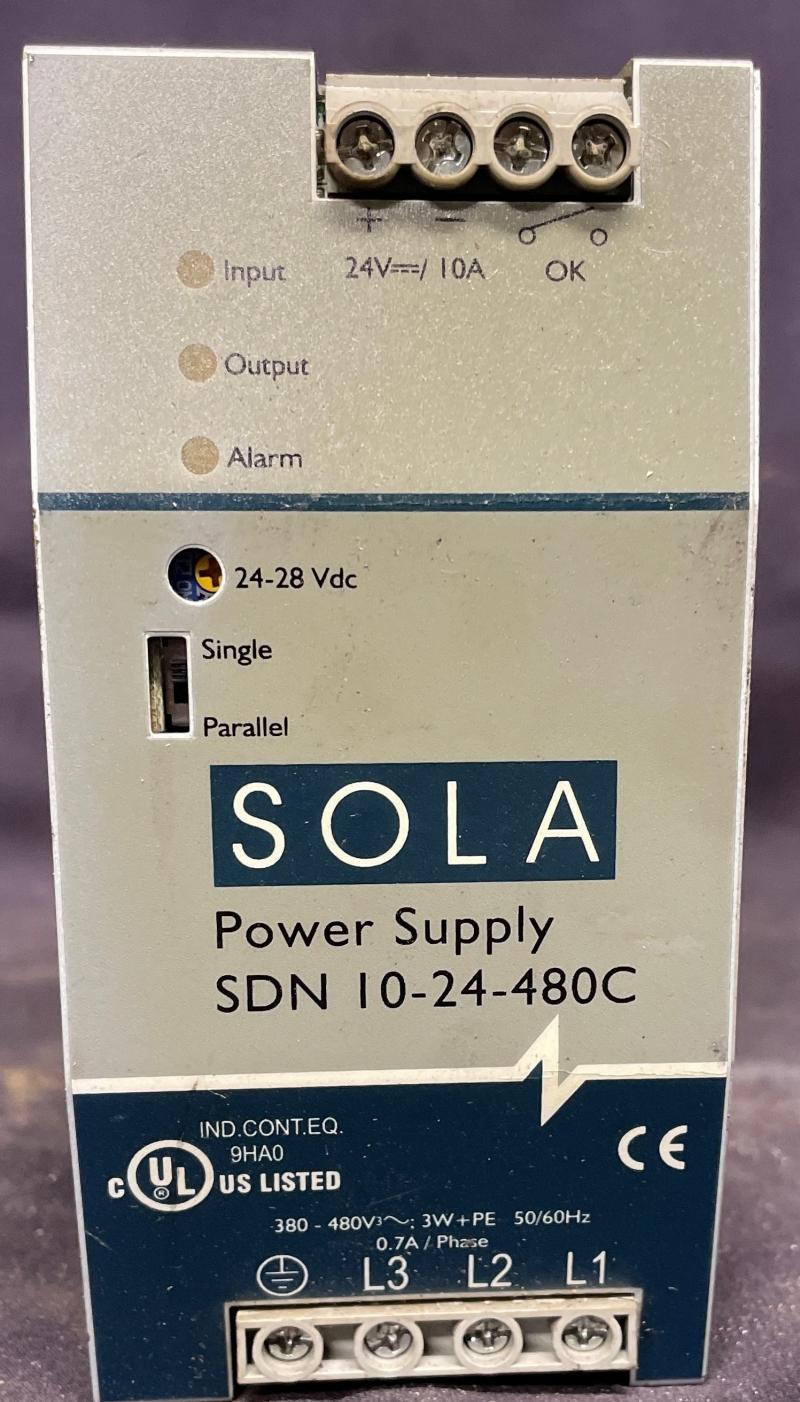 + −
24V⎓/ 10A OK
Input
Output
Alarm
24-28 Vdc
Single
Parallel
SOLA
Power Supply
SDN 10-24-480C
IND.CONT.EQ.
9HA0
C UL® US LISTED
CE
380 - 480V³~; 3W+PE 50/60Hz
0.7A / Phase
L3 L2 L1